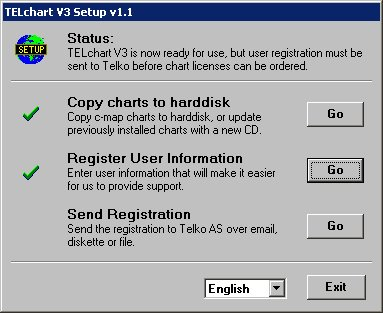 TELchart V3 Setup v1.1
SETUP
Status:
TELchart V3 is now ready for use, but user registration must be
sent to Telko before chart licenses can be ordered.
Copy charts to harddisk
Copy c-map charts to harddisk, or update
previously installed charts with a new CD.
Go
Register User Information
Enter user information that will make it easier
for us to provide support.
Go
Send Registration
Send the registration to Telko AS over email,
diskette or file.
Go
English
Exit